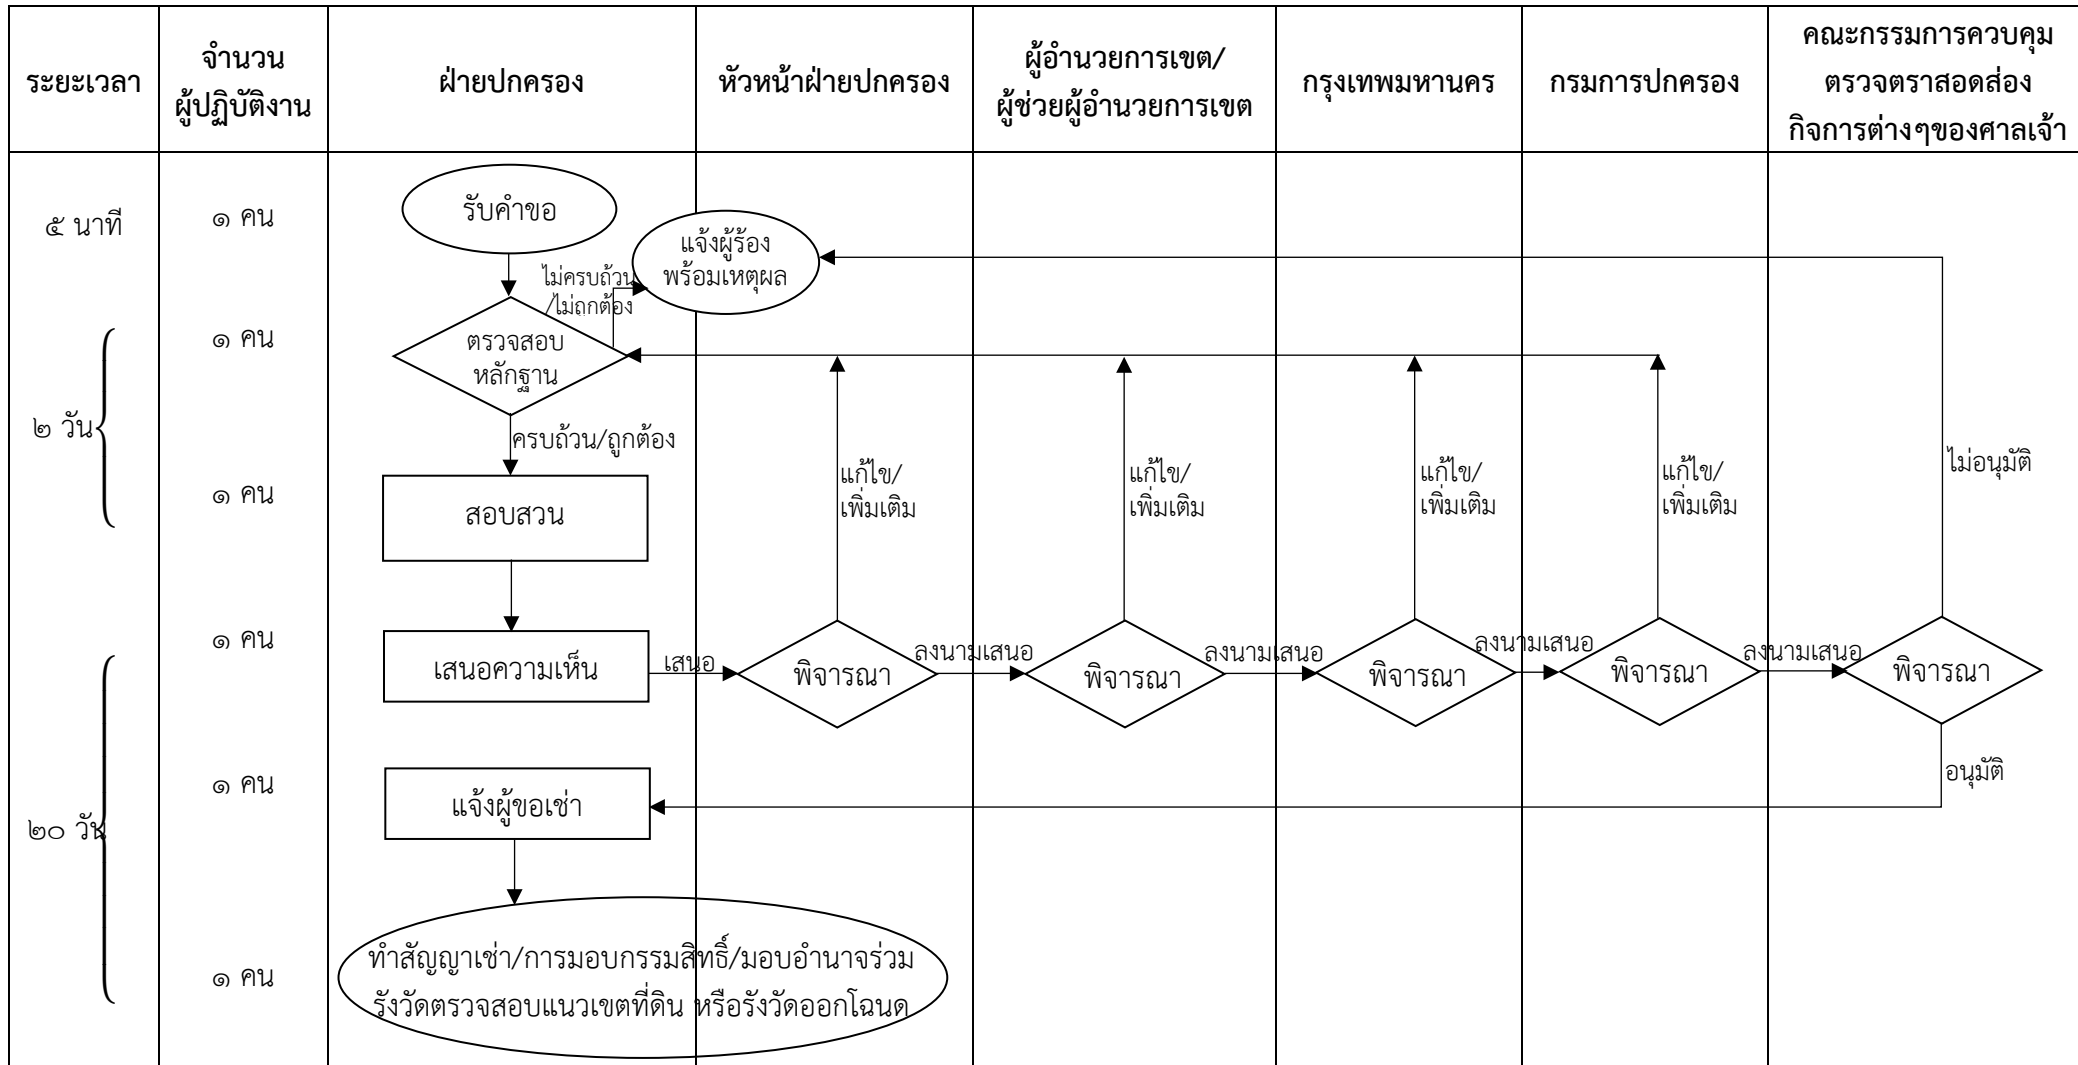 ระยะเวลา
จำนวน
ผู้ปฏิบัติงาน
ฝ่ายปกครอง
หัวหน้าฝ่ายปกครอง
ผู้อำนวยการเขต/
ผู้ช่วยผู้อำนวยการเขต
กรุงเทพมหานคร
กรมการปกครอง
คณะกรรมการควบคุม
ตรวจตราสอดส่อง
กิจการต่างๆของศาลเจ้า
๕ นาที
๑ คน
รับคำขอ
แจ้งผู้ร้อง
พร้อมเหตุผล
ไม่ครบถ้วน
/ไม่ถูกต้อง
๑ คน
ตรวจสอบ
หลักฐาน
๒ วัน
ครบถ้วน/ถูกต้อง
๑ คน
สอบสวน
แก้ไข/
เพิ่มเติม
แก้ไข/
เพิ่มเติม
แก้ไข/
เพิ่มเติม
แก้ไข/
เพิ่มเติม
ไม่อนุมัติ
๑ คน
เสนอความเห็น
เสนอ
พิจารณา
ลงนามเสนอ
พิจารณา
ลงนามเสนอ
พิจารณา
ลงนามเสนอ
พิจารณา
ลงนามเสนอ
พิจารณา
อนุมัติ
๑ คน
แจ้งผู้ขอเช่า
๒๐ วัน
๑ คน
ทำสัญญาเช่า/การมอบกรรมสิทธิ์/มอบอำนาจร่วม
รังวัดตรวจสอบแนวเขตที่ดิน หรือรังวัดออกโฉนด